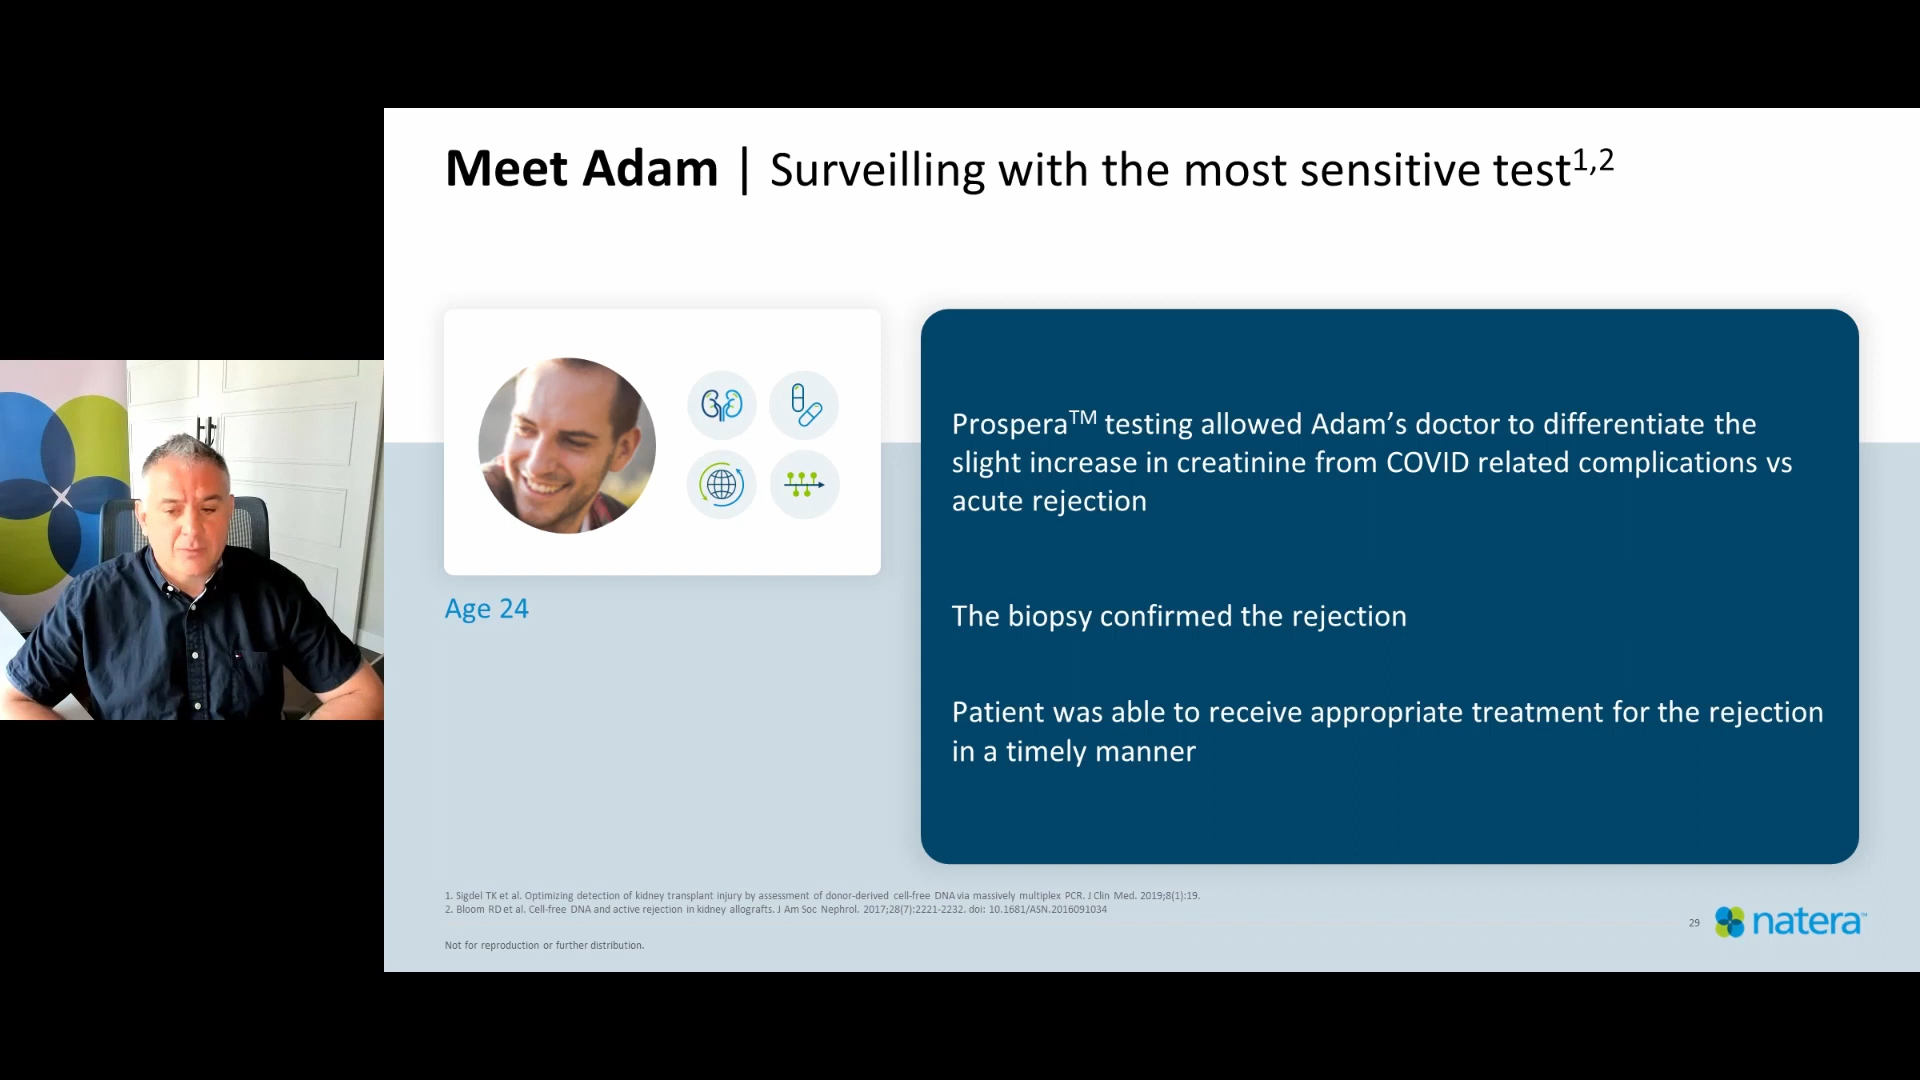 Meet Adam | Surveilling with the most sensitive test1,2
Prospera™ testing allowed Adam’s doctor to differentiate the
slight increase in creatinine from COVID related complications vs
acute rejection
The biopsy confirmed the rejection
Patient was able to receive appropriate treatment for the rejection
in a timely manner
Age 24
1. Sigdel TK et al. Optimizing detection of kidney transplant injury by assessment of donor-derived cell-free DNA via massively multiplex PCR. J Clin Med. 2019;8(1):19.
2. Bloom RD et al. Cell-free DNA and active rejection in kidney allografts. J Am Soc Nephrol. 2017;28(7):2221-2232. doi: 10.1681/ASN.2016091034
Not for reproduction or further distribution.
29
natera™